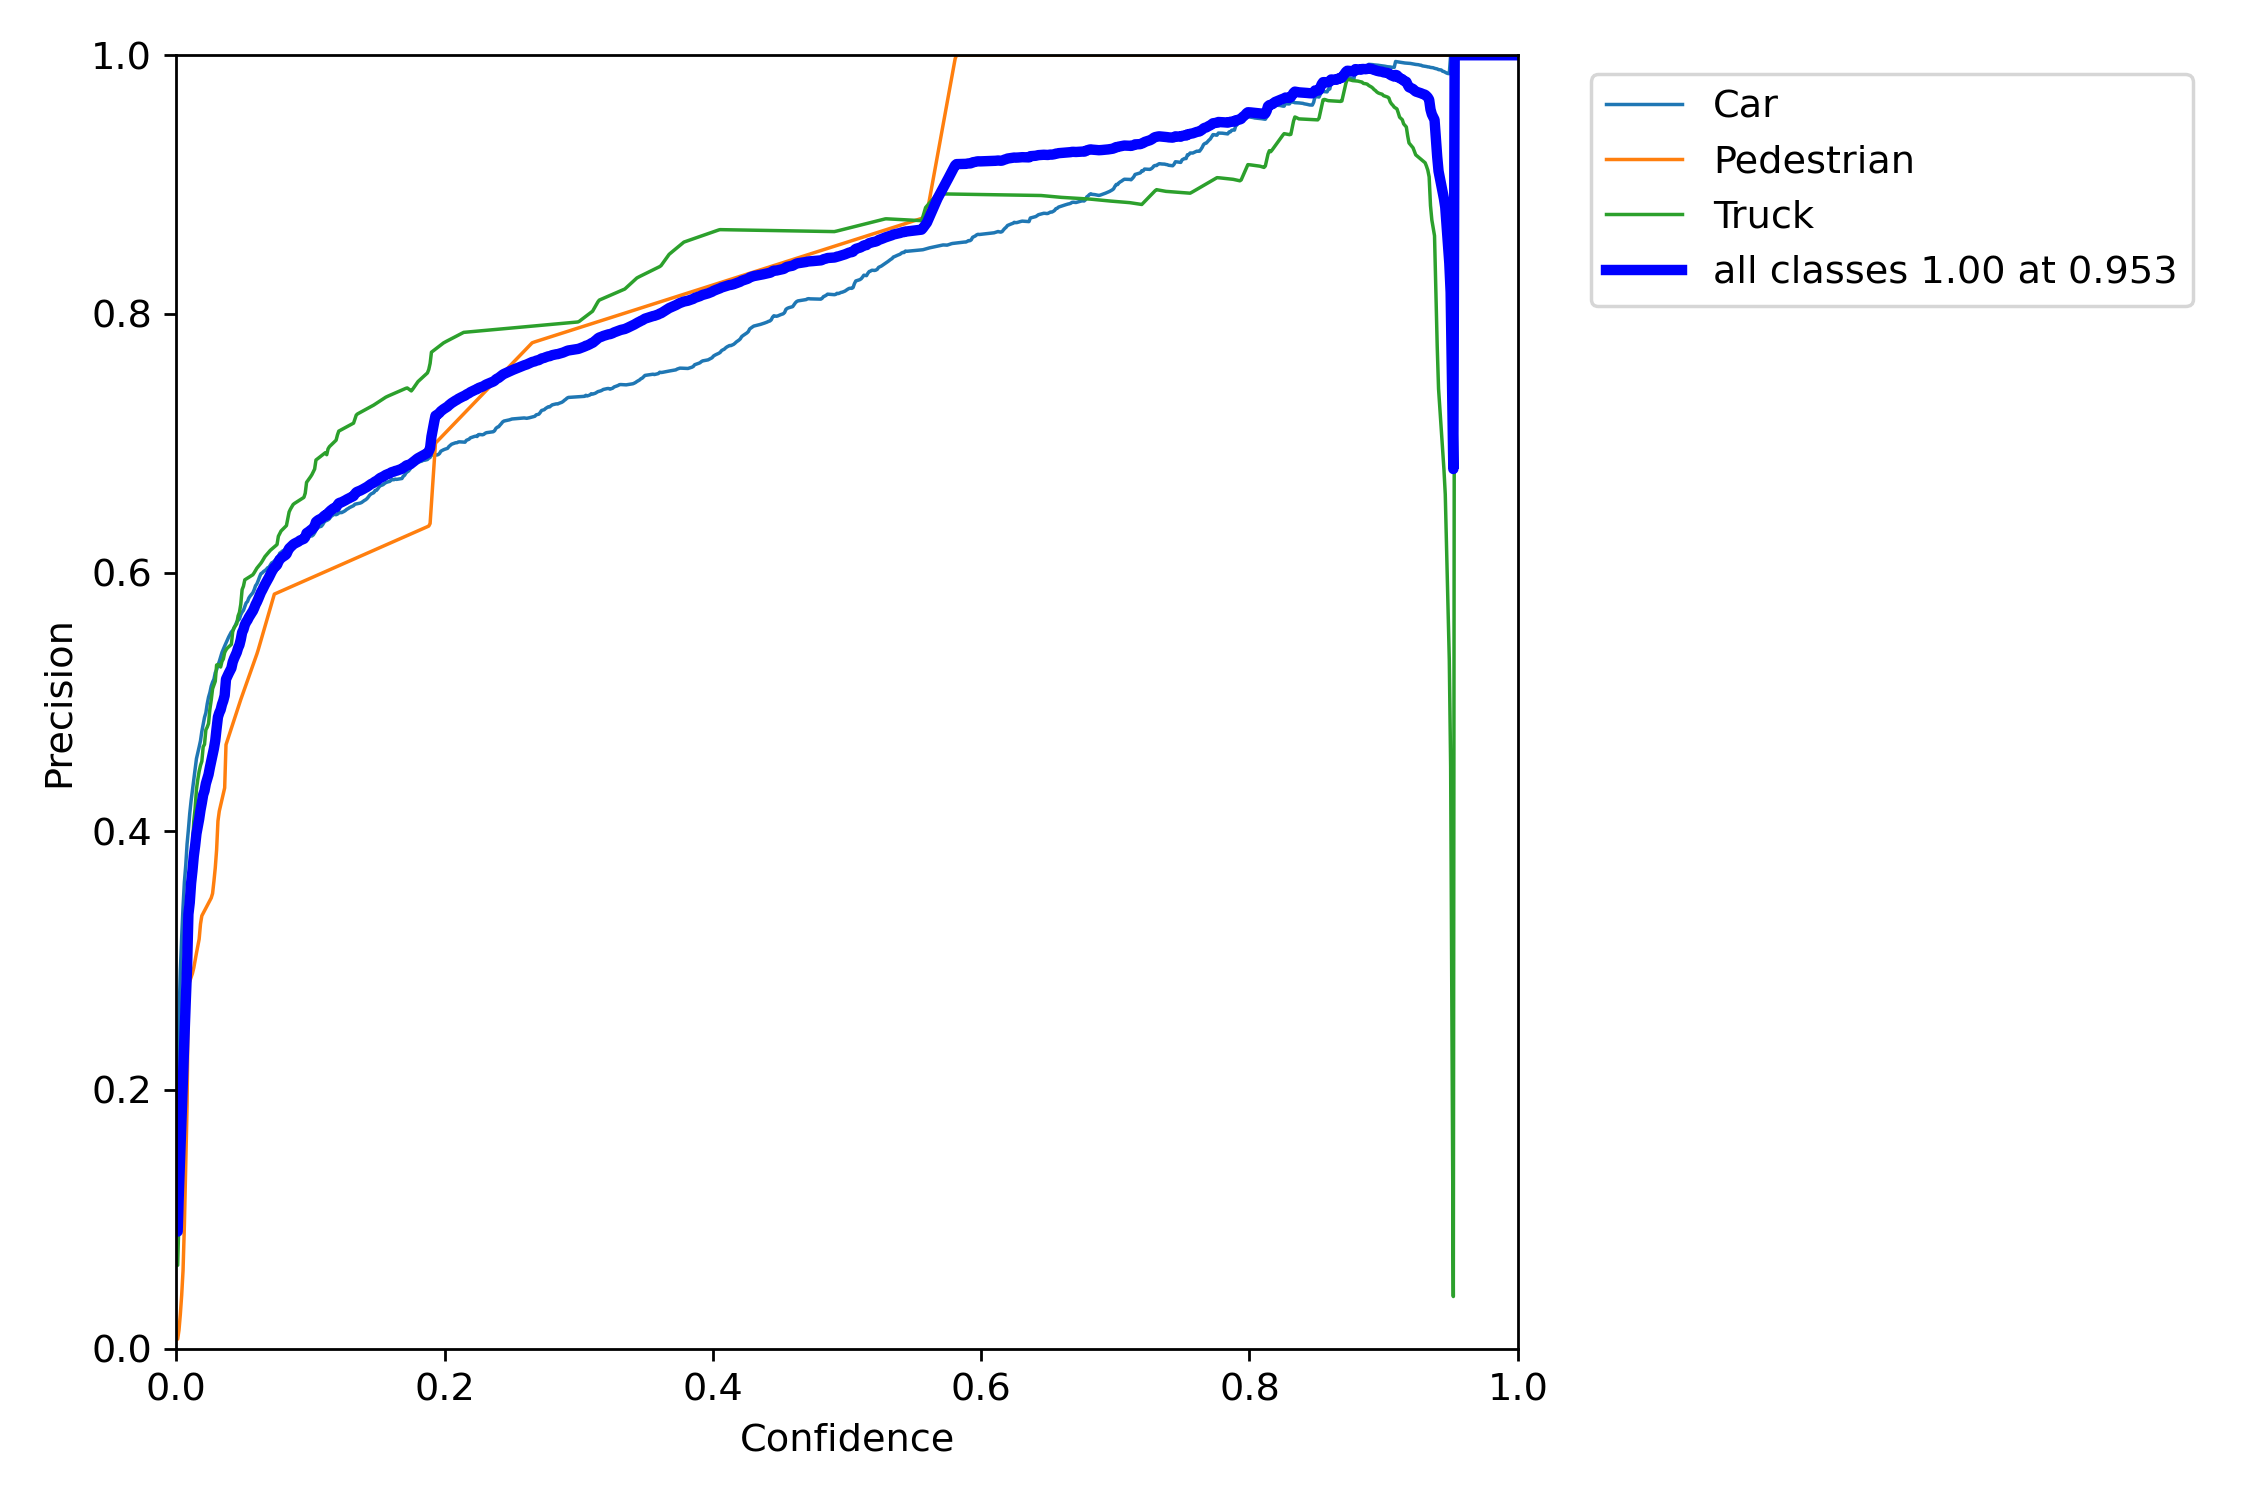 1.0
0.8
0.6
0.4
0.2
0.0
Precision
0.0 0.2 0.4 0.6 0.8 1.0
Confidence
Car
Pedestrian
Truck
all classes 1.00 at 0.953